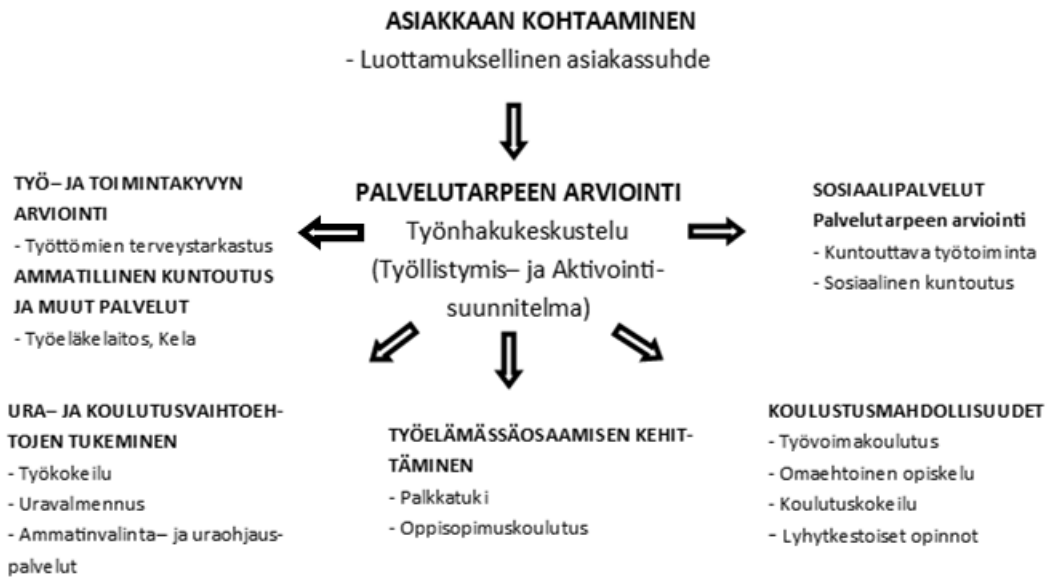 ASIAKKAAN KOHTAAMINEN
- Luottamuksellinen asiakassuhde
TYÖ– JA TOIMINTAKYVYN
ARVIOINTI
- Työttömien terveystarkastus
AMMATILLINEN KUNTOUTUS
JA MUUT PALVELUT
- Työeläkelaitos, Kela
PALVELUTARPEEN ARVIOINTI
Työnhakukeskustelu
(Työllistymis– ja Aktivointi-
suunnitelma)
SOSIAALIPALVELUT
Palvelutarpeen arviointi
- Kuntouttava työtoiminta
- Sosiaalinen kuntoutus
URA– JA KOULUTUSVAIHTOEH-
TOJEN TUKEMINEN
- Työkokeilu
- Uravalmennus
- Ammatinvalinta– ja uraohjaus-
palvelut
TYÖELÄMÄSSÄOSAAMISEN KEHIT-
TÄMINEN
- Palkkatuki
- Oppisopimuskoulutus
KOULUSTUSMAHDOLLISUUDET
- Työvoimakoulutus
- Omaehtoinen opiskelu
- Koulutuskokeilu
- Lyhytkestoiset opinnot